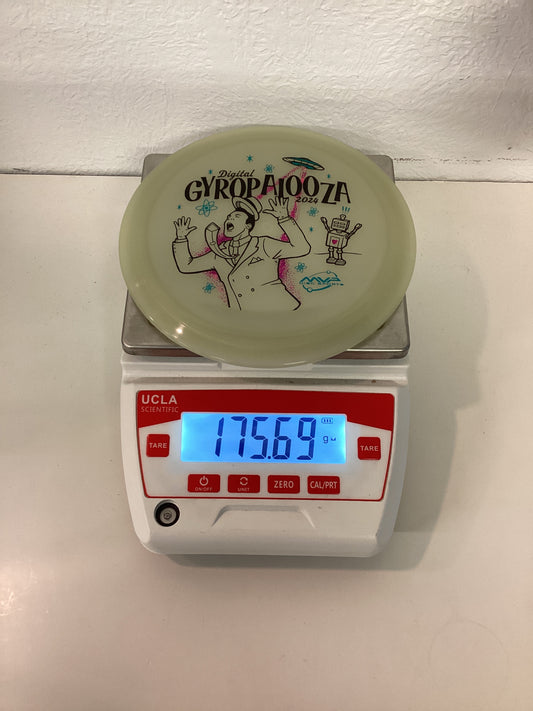 Digital
GYROPALOOZA
2024
MVP
UCLA
SCIENTIFIC
175.69 g
TARE
TARE
ON/OFF
UNIT
ZERO
CAL/PRT